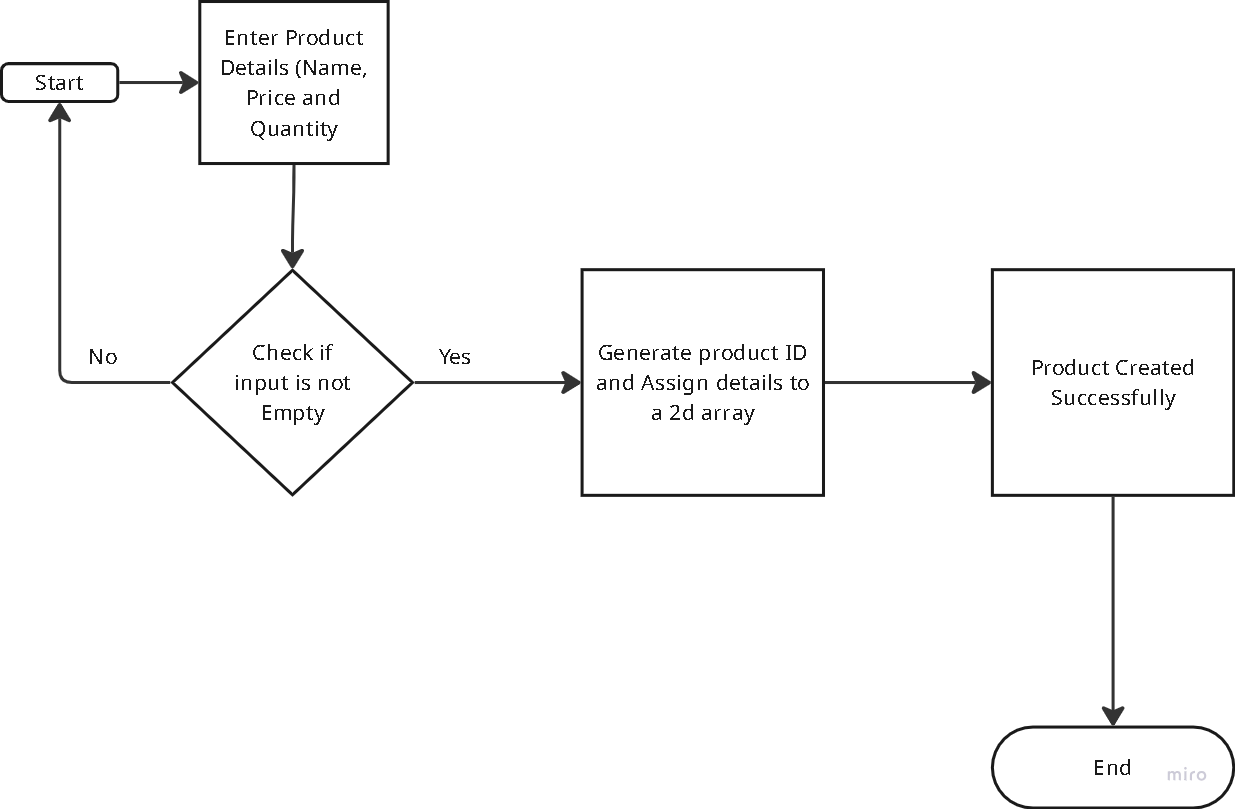 Enter Product
Details (Name,
Price and
Quantity
Start
No
Check if
input is not
Empty
Yes
Generate product ID
and Assign details to
a 2d array
Product Created
Successfully
End
miro